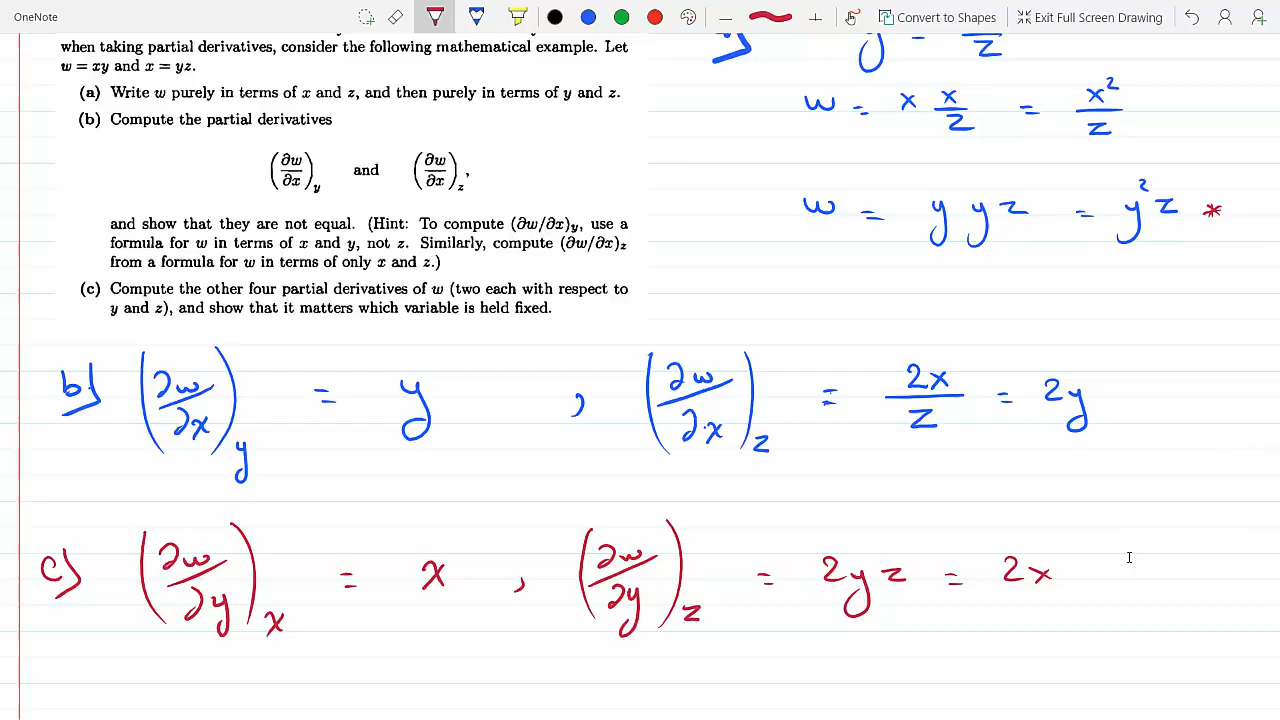 OneNote
Convert to Shapes
Exit Full Screen Drawing
when taking partial derivatives, consider the following mathematical example. Let
w = xy and x = yz.
(a) Write w purely in terms of x and z, and then purely in terms of y and z.
(b) Compute the partial derivatives
(∂w/∂x)_y and (∂w/∂x)_z,
and show that they are not equal. (Hint: To compute (∂w/∂x)_y, use a
formula for w in terms of x and y, not z. Similarly, compute (∂w/∂x)_z
from a formula for w in terms of only x and z.)
(c) Compute the other four partial derivatives of w (two each with respect to
y and z), and show that it matters which variable is held fixed.
w = x x/z = x²/z
w = y y z = y² z *
b) (∂w/∂x)_y = y , (∂w/∂x)_z = 2x/z = 2y
c) (∂w/∂y)_x = x , (∂w/∂y)_z = 2yz = 2x